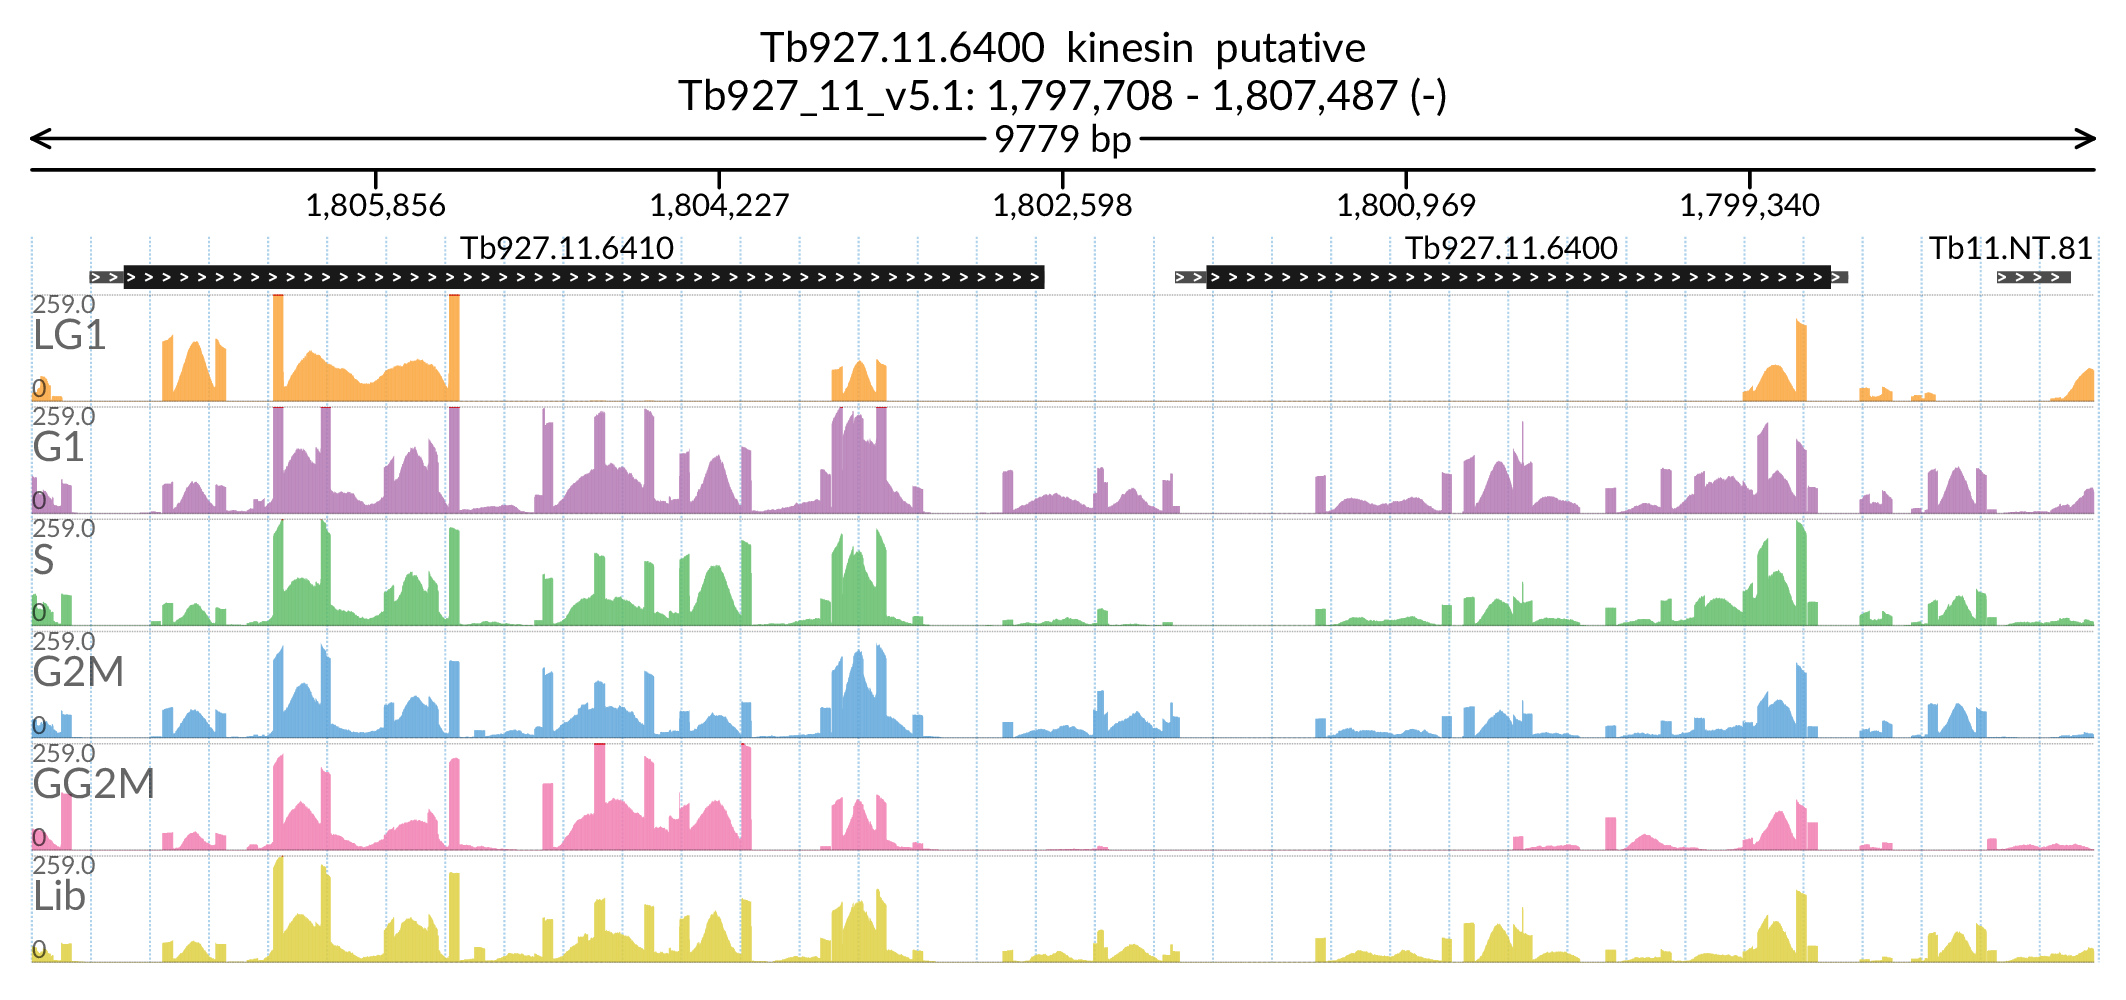 Tb927.11.6400 kinesin putative
Tb927_11_v5.1: 1,797,708 - 1,807,487 (-)
9779 bp
1,805,856 1,804,227 1,802,598 1,800,969 1,799,340
Tb927.11.6410 Tb927.11.6400 Tb11.NT.81
259.0
LG1
0
259.0
G1
0
259.0
S
0
259.0
G2M
0
259.0
GG2M
0
259.0
Lib
0